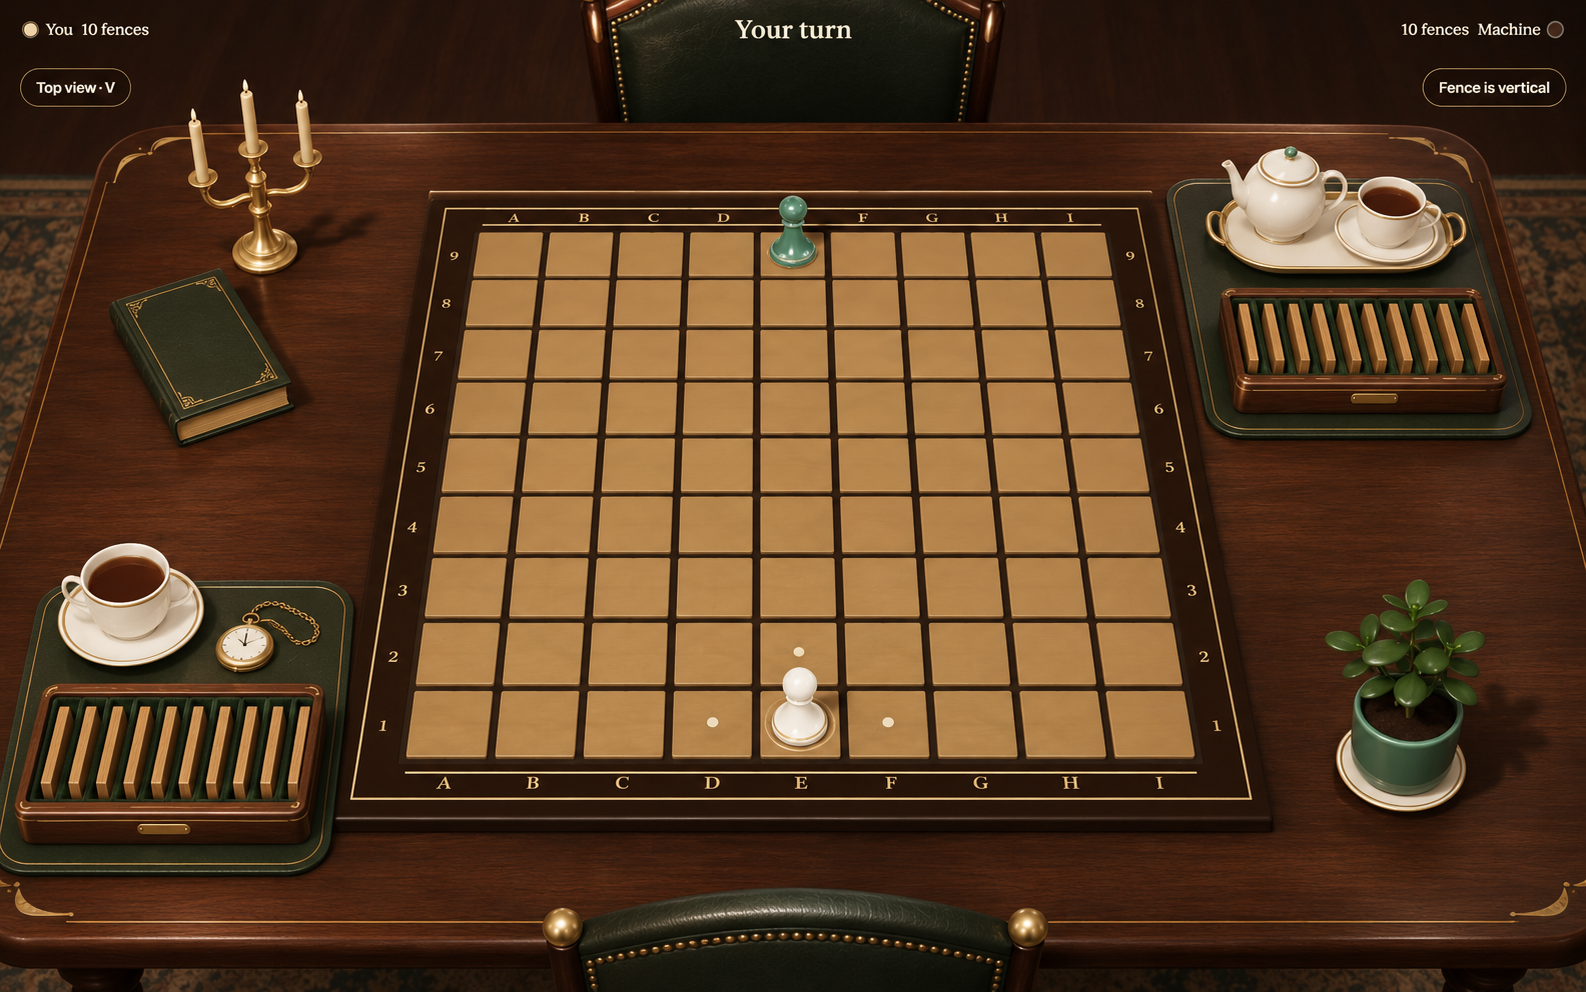 You 10 fences
Your turn
10 fences Machine
Top view · V
Fence is vertical
A B C D F G H I
9 9
8 8
7 7
6 6
5 5
4 4
3 3
2 2
1 1
A B C D E F G H I